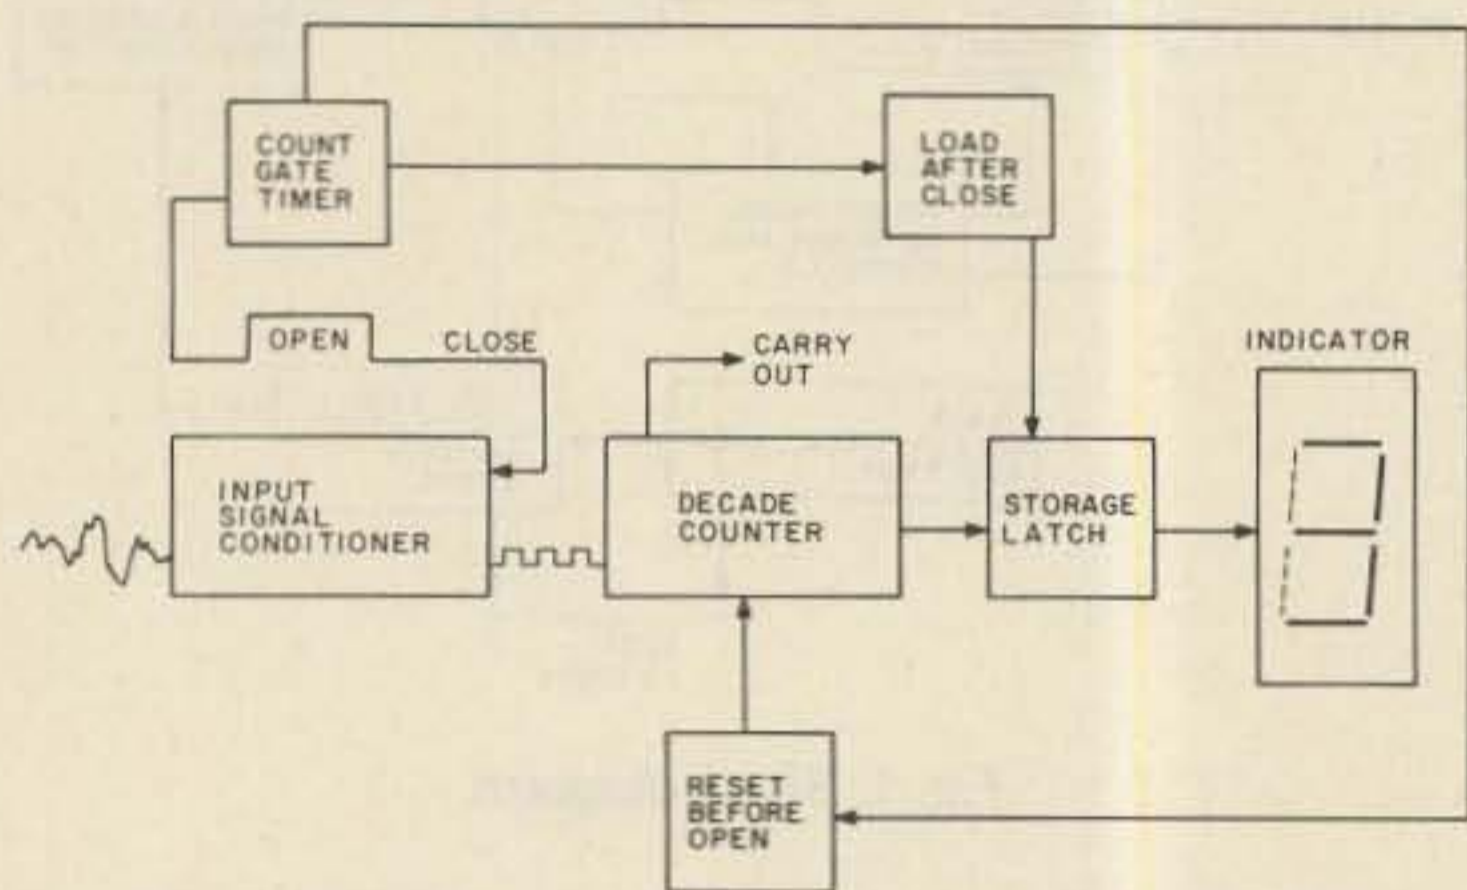 COUNT
GATE
TIMER
LOAD
AFTER
CLOSE
OPEN
CLOSE
CARRY
OUT
INDICATOR
INPUT
SIGNAL
CONDITIONER
DECADE
COUNTER
STORAGE
LATCH
RESET
BEFORE
OPEN